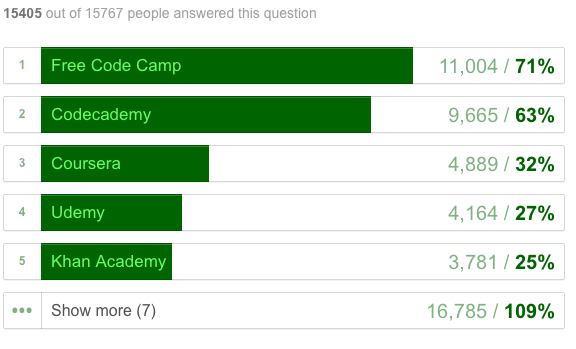 15405 out of 15767 people answered this question
1 Free Code Camp 11,004 / 71%
2 Codecademy 9,665 / 63%
3 Coursera 4,889 / 32%
4 Udemy 4,164 / 27%
5 Khan Academy 3,781 / 25%
••• Show more (7) 16,785 / 109%